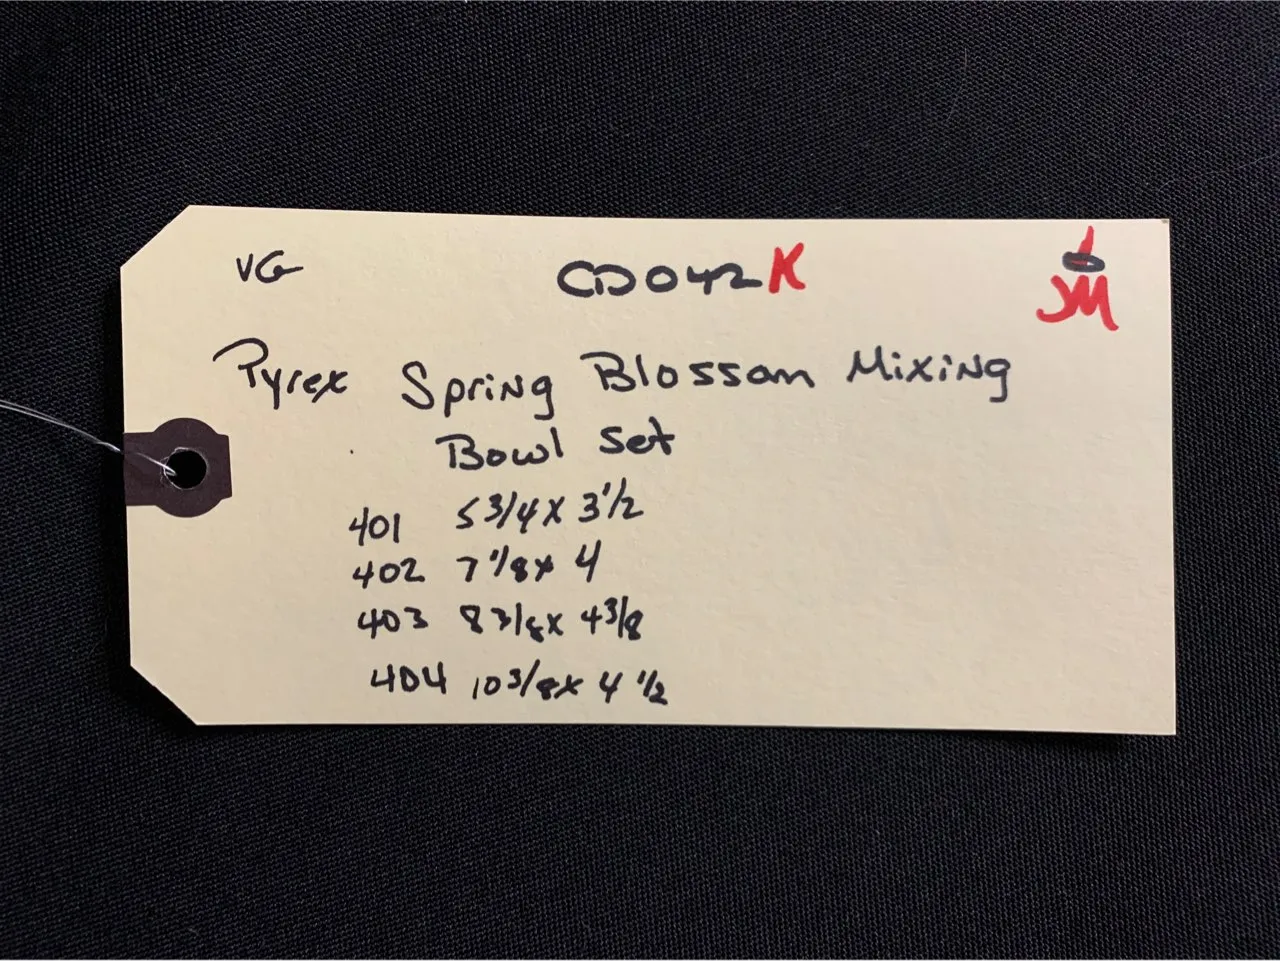 VG CD042K JM
Pyrex Spring Blossom Mixing
Bowl Set
401 5 3/4 x 3 1/2
402 7 1/8 x 4
403 8 3/8 x 4 3/8
404 10 3/8 x 4 1/2